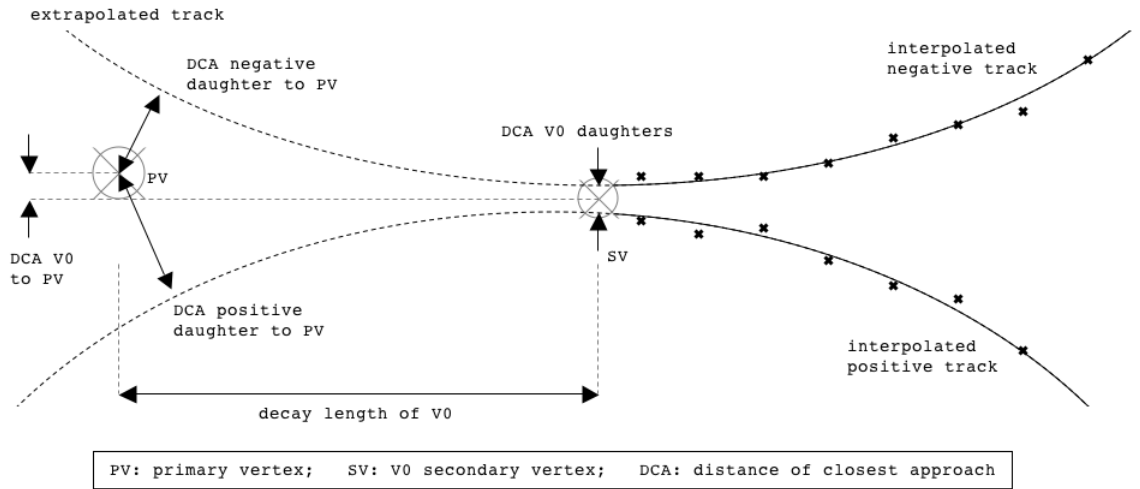 extrapolated track
DCA negative
daughter to PV
interpolated
negative track
DCA V0 daughters
PV
DCA V0
to PV
SV
DCA positive
daughter to PV
interpolated
positive track
decay length of V0
PV: primary vertex; SV: V0 secondary vertex; DCA: distance of closest approach